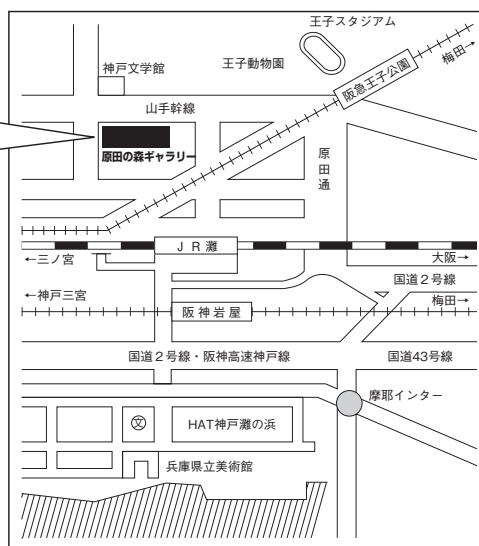 王子スタジアム
梅田→
神戸文学館
王子動物園
阪急王子公園
山手幹線
原田の森ギャラリー
原田通
JR灘
←三ノ宮
大阪→
国道2号線
←神戸三宮
梅田→
阪神岩屋
国道2号線・阪神高速神戸線
国道43号線
摩耶インター
文
HAT神戸灘の浜
兵庫県立美術館